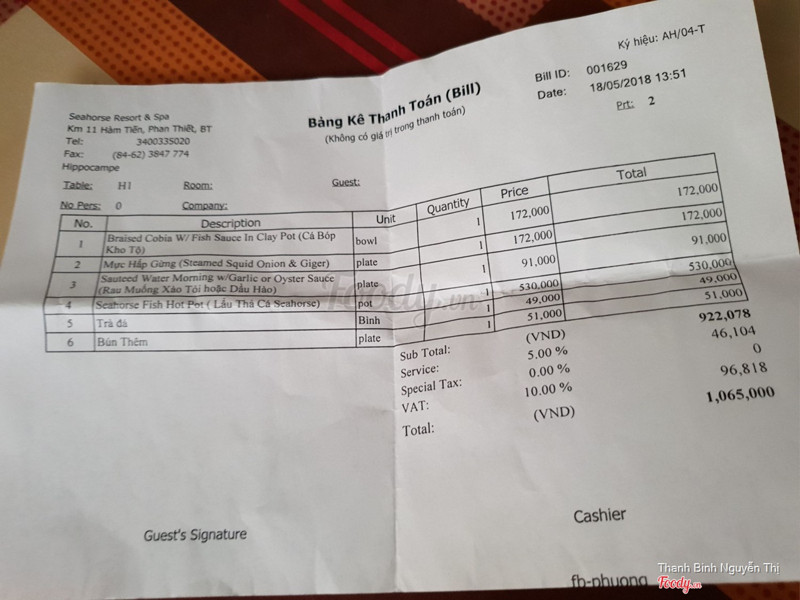 Ký hiệu: AH/04-T
Bill ID: 001629
Date: 18/05/2018 13:51
Prt: 2
Seahorse Resort & Spa
Km 11 Hàm Tiến, Phan Thiết, BT
Tel: 3400335020
Fax: (84-62) 3847 774
Hippocampe
Bảng Kê Thanh Toán (Bill)
(Không có giá trị trong thanh toán)
Table: H1 Room: Guest:
No Pers: 0 Company:
No. Description Unit Quantity Price Total
1 Braised Cobia W/ Fish Sauce In Clay Pot (Cá Bớp Kho Tộ) bowl 1 172,000 172,000
2 Mực Hấp Gừng (Steamed Squid Onion & Giger) plate 1 172,000 172,000
3 Sauteed Water Morning w/Garlic or Oyster Sauce (Rau Muống Xào Tỏi hoặc Dầu Hào) plate 1 91,000 91,000
4 Seahorse Fish Hot Pot ( Lẩu Thả Cá Seahorse) pot 1 530,000 530,000
5 Trà đá Bình 1 49,000 49,000
6 Bún Thêm plate 1 51,000 51,000
Sub Total: (VND) 922,078
Service: 5.00 % 46,104
Special Tax: 0.00 % 0
VAT: 10.00 % 96,818
Total: (VND) 1,065,000
Guest's Signature
Cashier
fb-phuong
Foody.vn
Thanh Bình Nguyễn Thị
Foody.vn